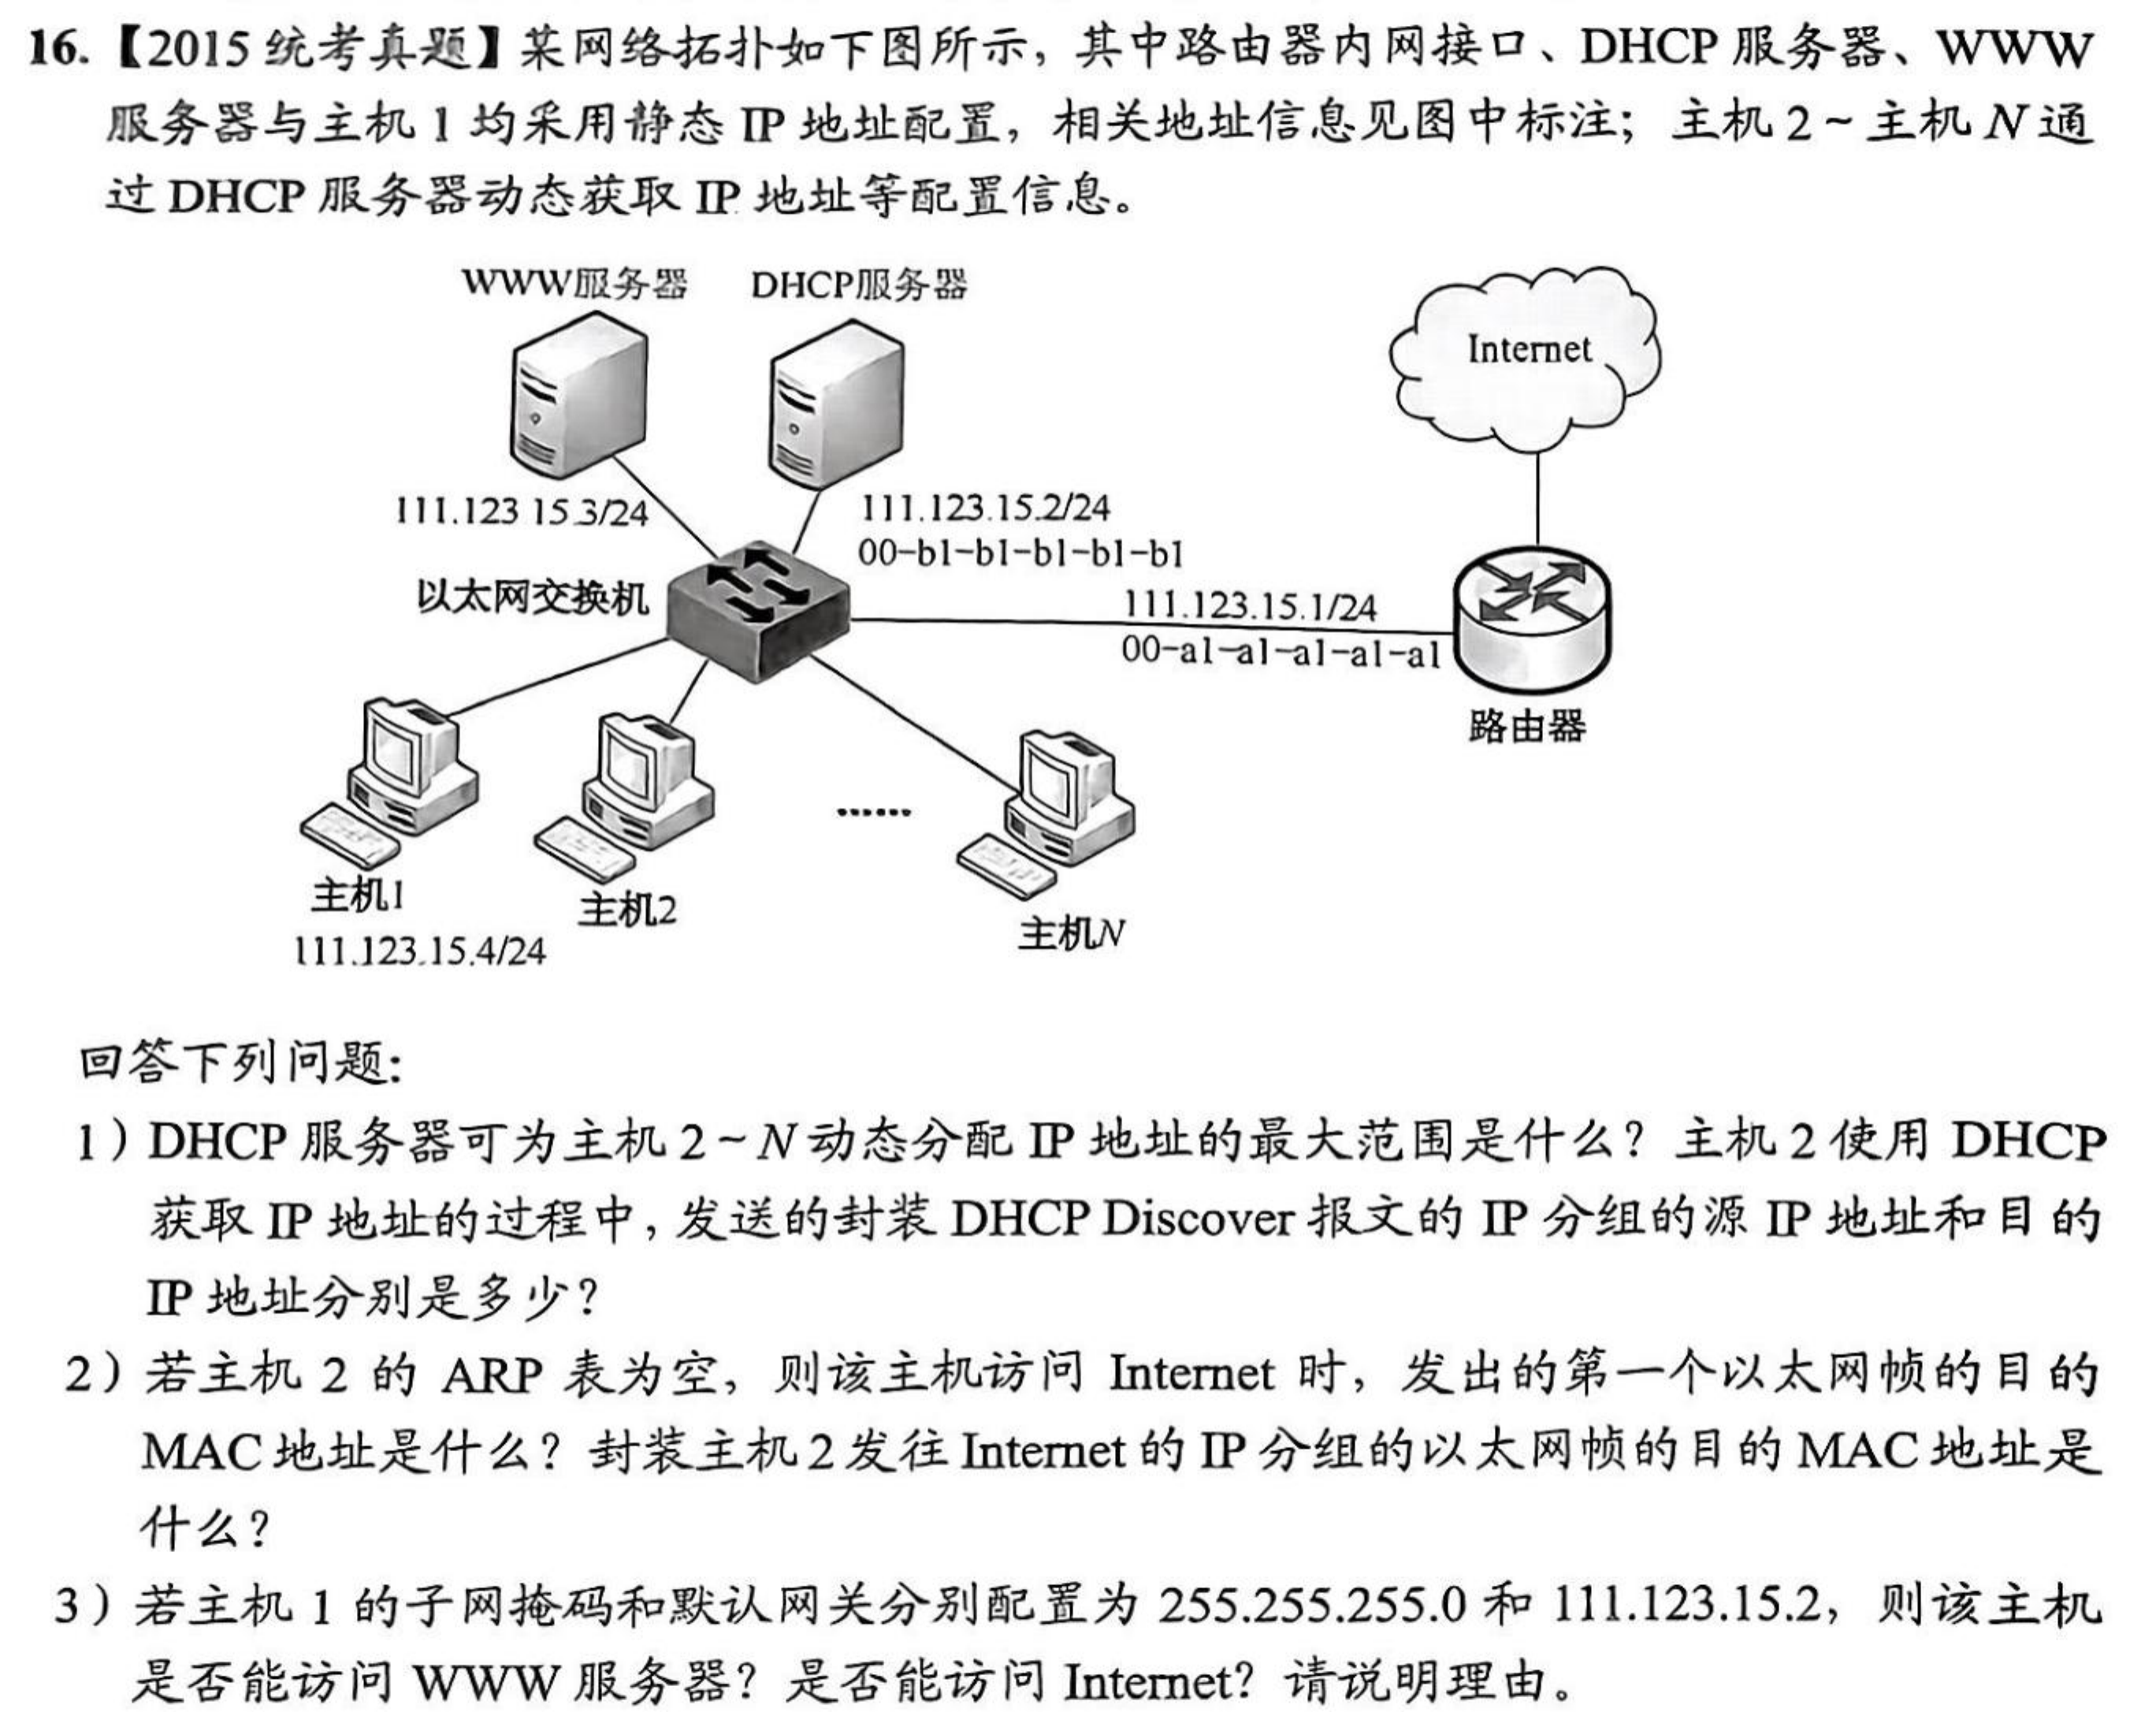 16.【2015 统考真题】某网络拓扑如下图所示，其中路由器内网接口、DHCP 服务器、WWW
服务器与主机 1 均采用静态 IP 地址配置，相关地址信息见图中标注；主机 2～主机 N 通
过 DHCP 服务器动态获取 IP 地址等配置信息。
WWW服务器
DHCP服务器
Internet
111.123 15.3/24
111.123.15.2/24
00-b1-b1-b1-b1-b1
以太网交换机
111.123.15.1/24
00-a1-a1-a1-a1-a1
路由器
主机1
主机2
......
主机N
111.123.15.4/24
回答下列问题:
1）DHCP 服务器可为主机 2～N 动态分配 IP 地址的最大范围是什么？主机 2 使用 DHCP
获取 IP 地址的过程中，发送的封装 DHCP Discover 报文的 IP 分组的源 IP 地址和目的
IP 地址分别是多少？
2）若主机 2 的 ARP 表为空，则该主机访问 Internet 时，发出的第一个以太网帧的目的
MAC 地址是什么？封装主机 2 发往 Internet 的 IP 分组的以太网帧的目的 MAC 地址是
什么？
3）若主机 1 的子网掩码和默认网关分别配置为 255.255.255.0 和 111.123.15.2，则该主机
是否能访问 WWW 服务器？是否能访问 Internet？请说明理由。